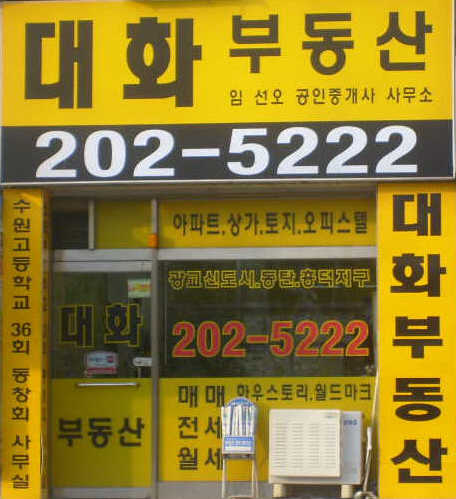 대화 부동산
임 선오 공인중개사 사무소
202-5222
수원고등학교 36회 동창회 사무실
아파트.상가.토지.오피스텔
광교신도시.동탄.흥덕지구
대화
202-5222
부동산
매매 한우스토리.월드마크
전세
월세
대화부동산